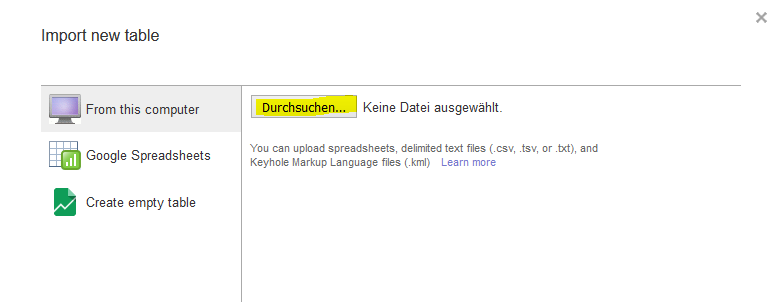 Import new table
From this computer
Durchsuchen... Keine Datei ausgewählt.
Google Spreadsheets
You can upload spreadsheets, delimited text files (.csv, .tsv, or .txt), and
Keyhole Markup Language files (.kml) Learn more
Create empty table